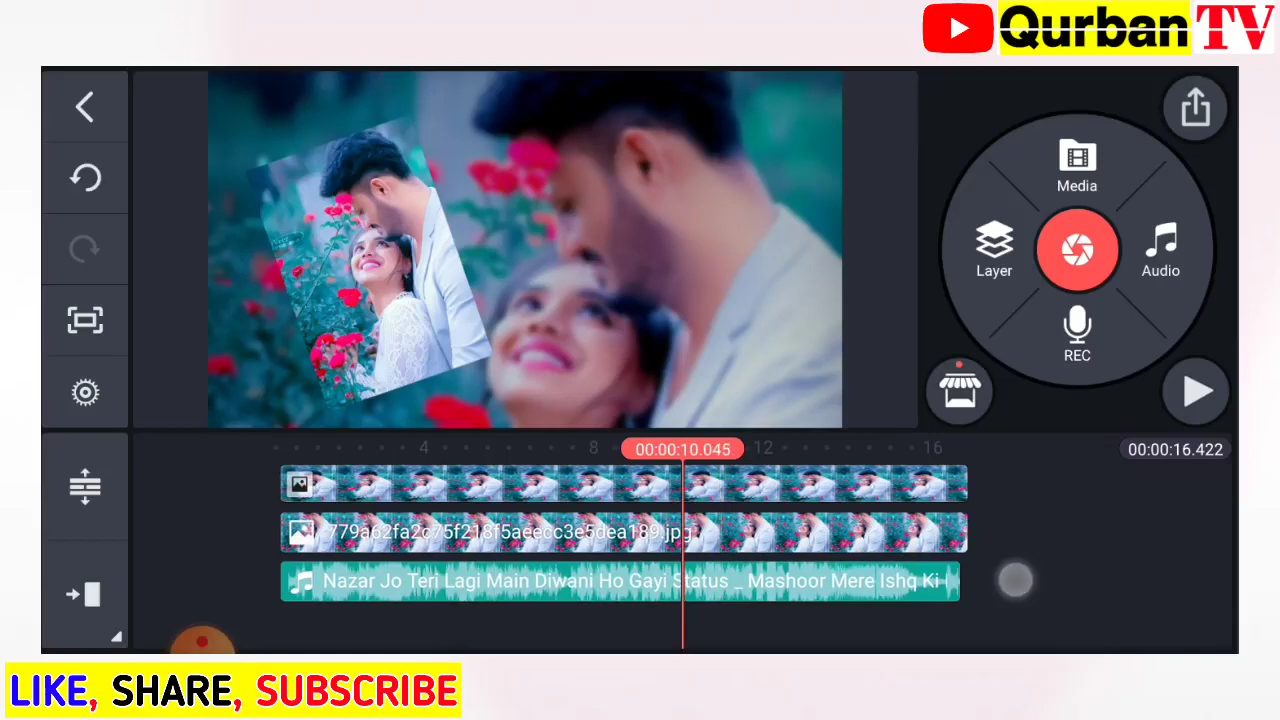 Qurban TV
Media
Layer
Audio
REC
4
8
00:00:10.045
12
16
00:00:16.422
779a62fa2c75f218f5aeecc3e5dea189.jpg
Nazar Jo Teri Lagi Main Diwani Ho Gayi Status _ Mashoor Mere Ishq Ki
LIKE, SHARE, SUBSCRIBE